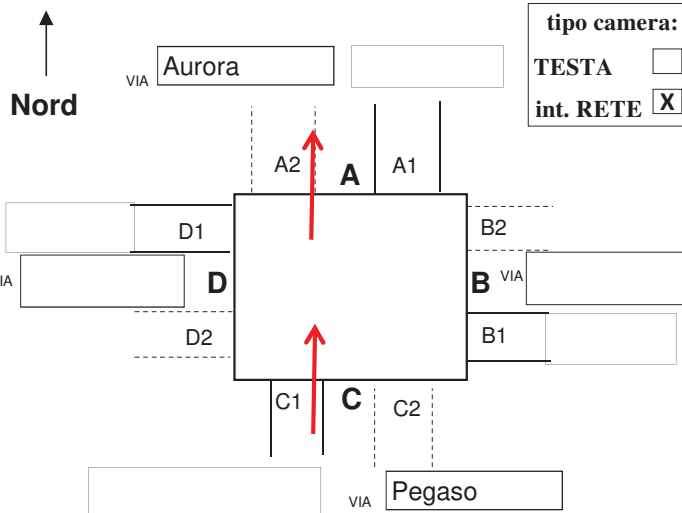 tipo camera:
VIA Aurora
TESTA
Nord
int. RETE X
A2 A A1
D1 B2
VIA D B VIA
D2 B1
C1 C C2
VIA Pegaso